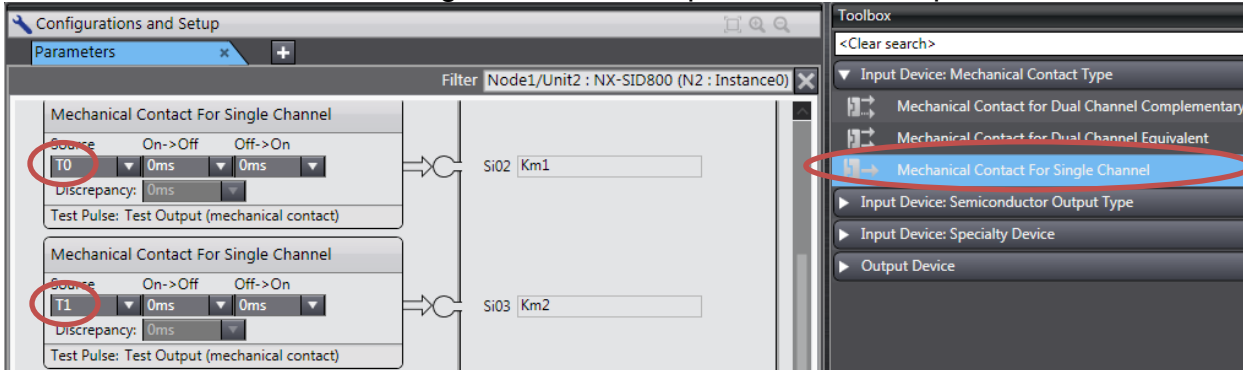 Configurations and Setup
Parameters × +
Filter Node1/Unit2 : NX-SID800 (N2 : Instance0)
Mechanical Contact For Single Channel
Source On->Off Off->On
T0 0ms 0ms
Discrepancy: 0ms
Test Pulse: Test Output (mechanical contact)
Si02 Km1
Mechanical Contact For Single Channel
Source On->Off Off->On
T1 0ms 0ms
Discrepancy: 0ms
Test Pulse: Test Output (mechanical contact)
Si03 Km2
Toolbox
<Clear search>
Input Device: Mechanical Contact Type
Mechanical Contact for Dual Channel Complementary
Mechanical Contact for Dual Channel Equivalent
Mechanical Contact For Single Channel
Input Device: Semiconductor Output Type
Input Device: Specialty Device
Output Device